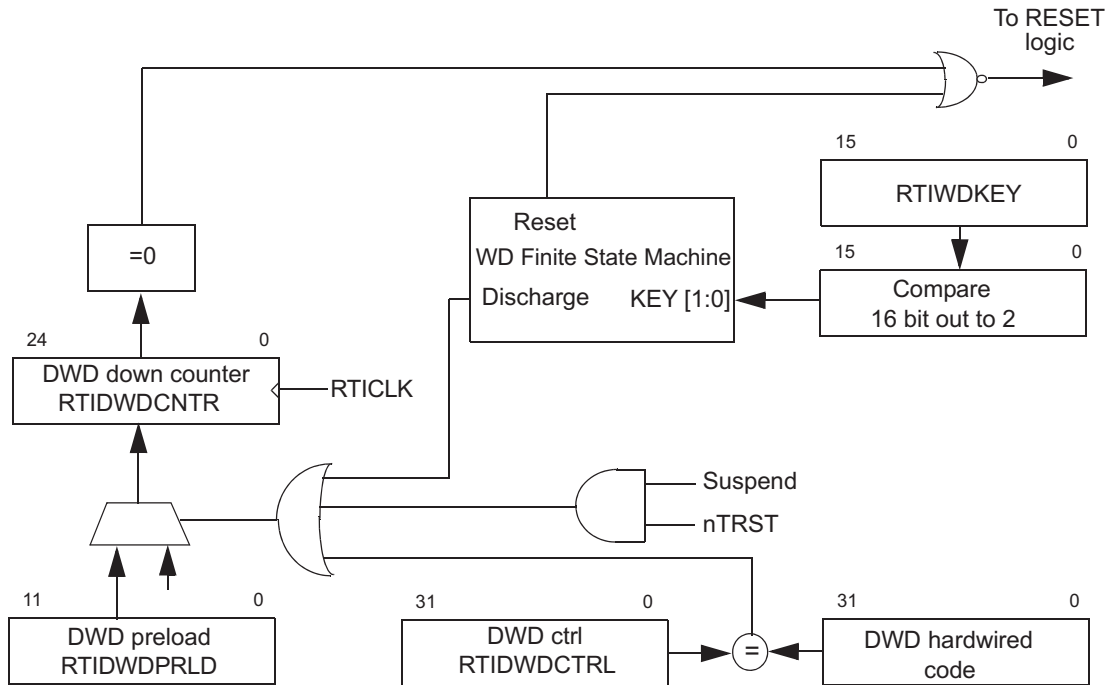 To RESET
logic
15 0
RTIWDKEY
15 0
Compare
16 bit out to 2
Reset
WD Finite State Machine
Discharge KEY [1:0]
=0
24 0
DWD down counter
RTIDWDCNTR
RTICLK
Suspend
nTRST
11 0
DWD preload
RTIDWDPRLD
31 0
DWD ctrl
RTIDWDCTRL
=
31 0
DWD hardwired
code